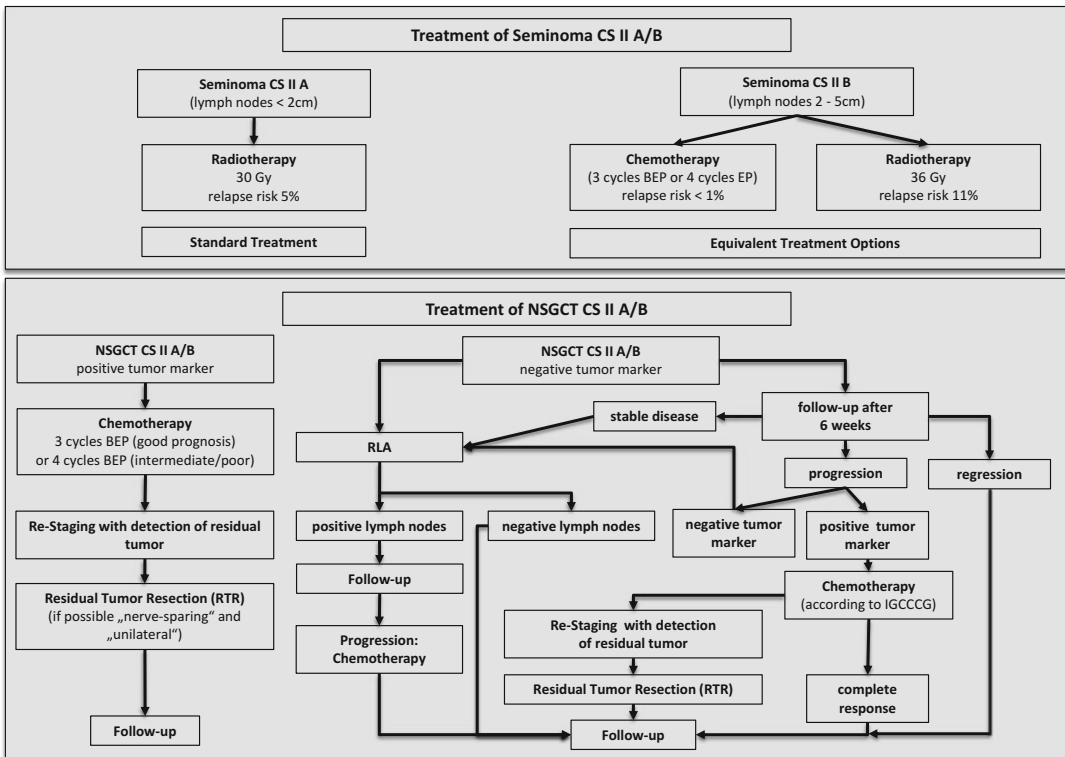 Treatment of Seminoma CS II A/B
Seminoma CS II A
(lymph nodes < 2cm)
Radiotherapy
30 Gy
relapse risk 5%
Standard Treatment
Seminoma CS II B
(lymph nodes 2 - 5cm)
Chemotherapy
(3 cycles BEP or 4 cycles EP)
relapse risk < 1%
Radiotherapy
36 Gy
relapse risk 11%
Equivalent Treatment Options
Treatment of NSGCT CS II A/B
NSGCT CS II A/B
positive tumor marker
Chemotherapy
3 cycles BEP (good prognosis)
or 4 cycles BEP (intermediate/poor)
Re-Staging with detection of residual
tumor
Residual Tumor Resection (RTR)
(if possible „nerve-sparing“ and
„unilateral“)
Follow-up
NSGCT CS II A/B
negative tumor marker
stable disease
follow-up after
6 weeks
RLA
progression
regression
positive lymph nodes
negative lymph nodes
negative tumor
marker
positive tumor
marker
Follow-up
Chemotherapy
(according to IGCCCG)
Progression:
Chemotherapy
Re-Staging with detection
of residual tumor
Residual Tumor Resection (RTR)
complete
response
Follow-up